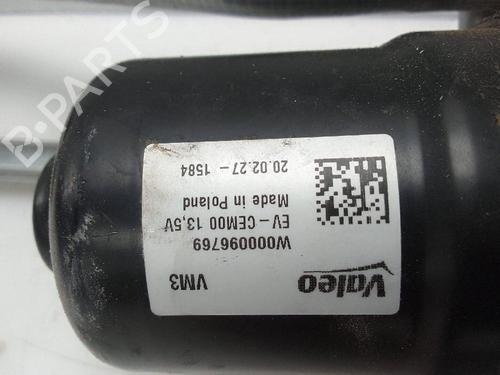 Valeo
VM3
W000096769
EV-CEM00 13,5V
Made in Poland
20.02.27-1584
B-PARTS